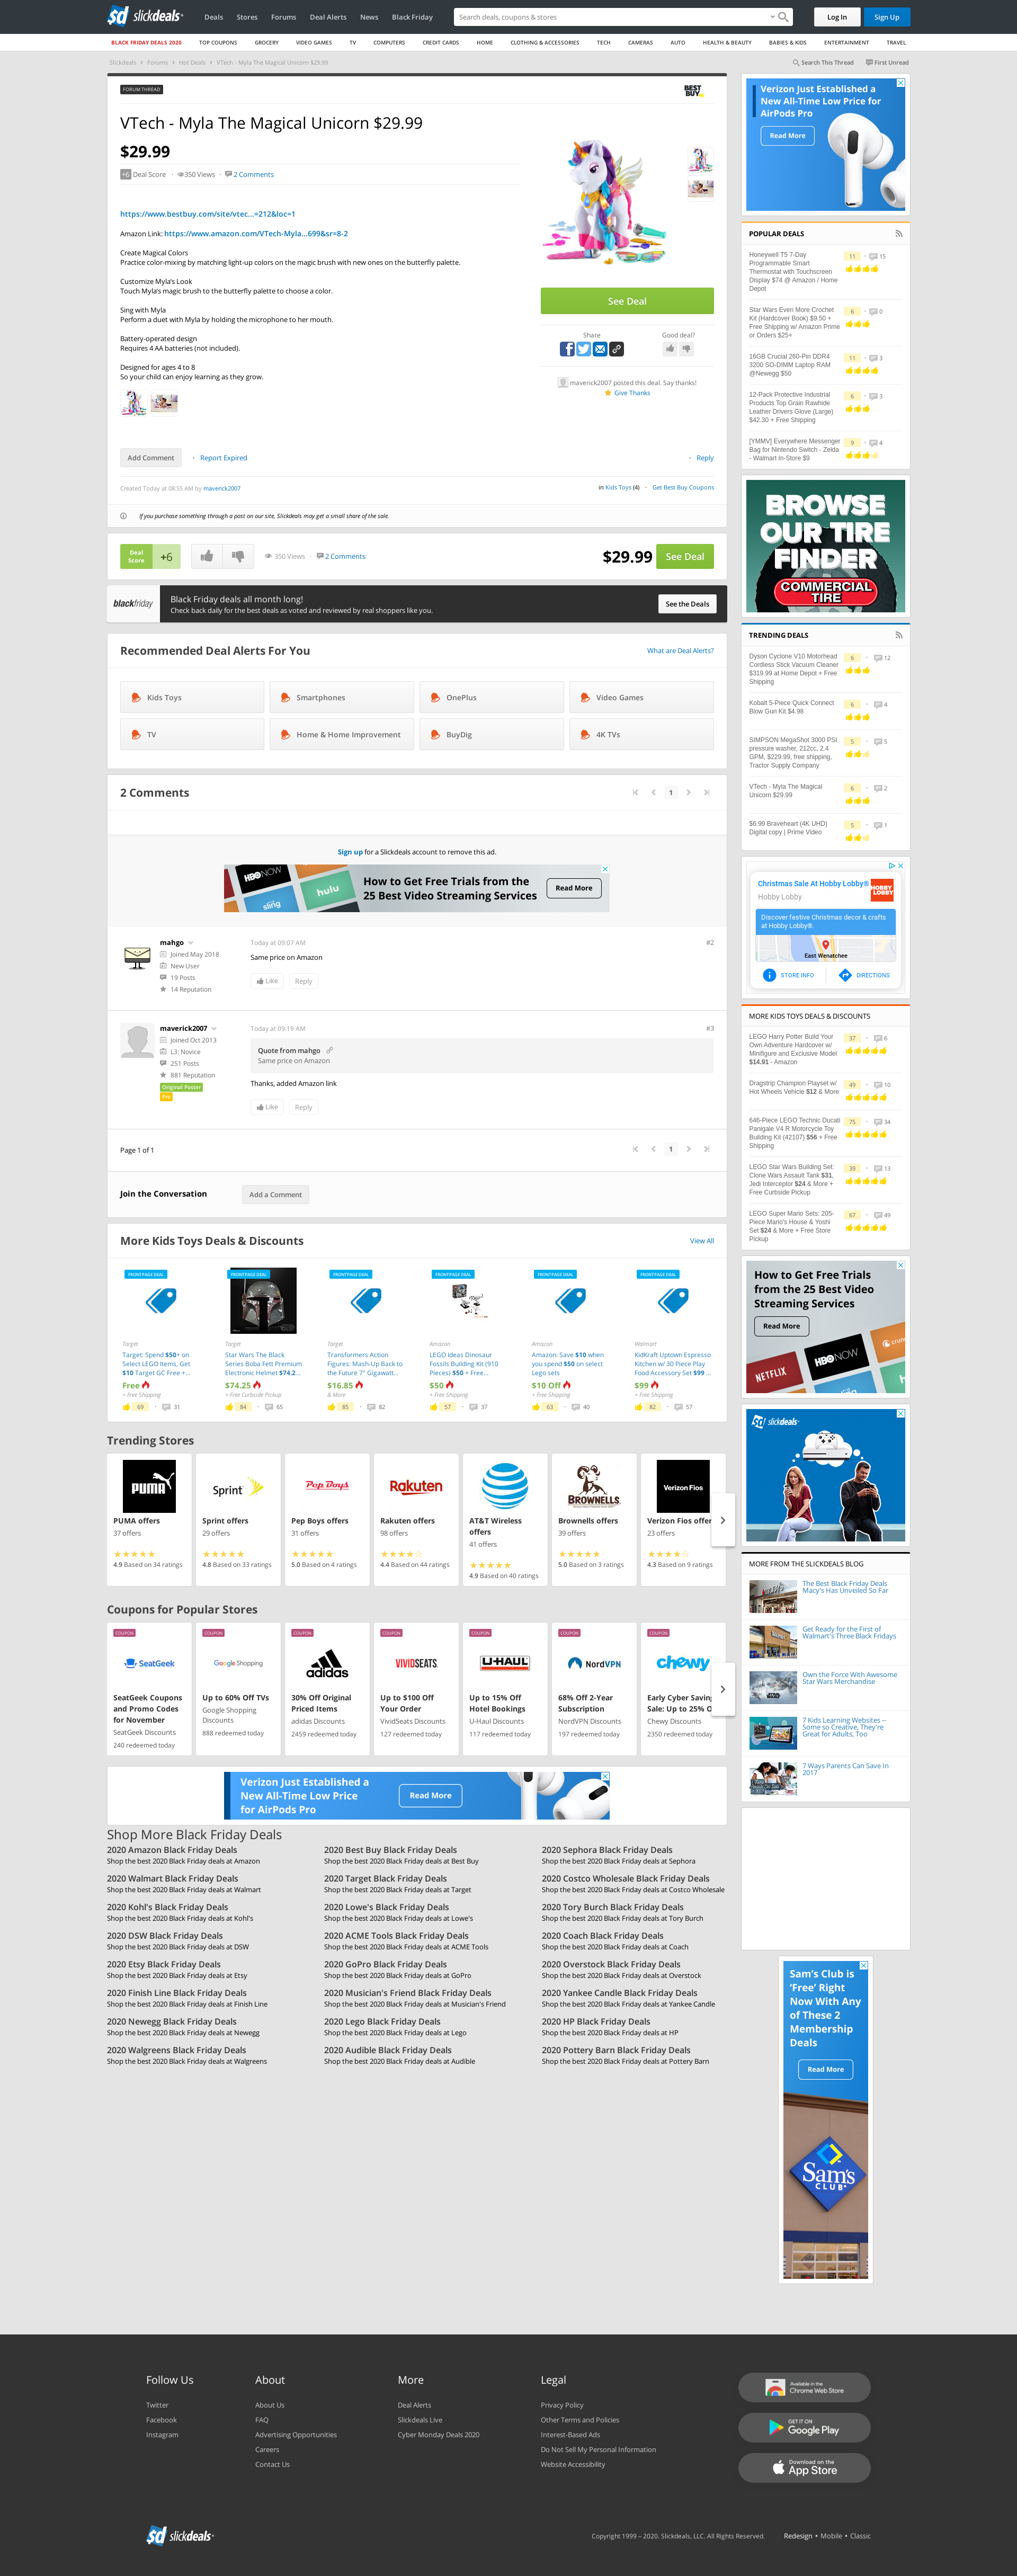 slickdeals
Deals Stores Forums Deal Alerts News Black Friday
Search deals, coupons & stores
Log In Sign Up
BLACK FRIDAY DEALS 2020 TOP COUPONS GROCERY VIDEO GAMES TV COMPUTERS CREDIT CARDS HOME CLOTHING & ACCESSORIES TECH CAMERAS AUTO HEALTH & BEAUTY BABIES & KIDS ENTERTAINMENT TRAVEL
Slickdeals Forums Hot Deals VTech - Myla The Magical Unicorn $29.99
Search This Thread First Unread
FORUM THREAD
BEST BUY
VTech - Myla The Magical Unicorn $29.99
$29.99
+6 Deal Score 350 Views 2 Comments
https://www.bestbuy.com/site/vtec...=212&loc=1
Amazon Link: https://www.amazon.com/VTech-Myla...699&sr=8-2
Create Magical Colors
Practice color-mixing by matching light-up colors on the magic brush with new ones on the butterfly palette.
Customize Myla's Look
Touch Myla's magic brush to the butterfly palette to choose a color.
Sing with Myla
Perform a duet with Myla by holding the microphone to her mouth.
Battery-operated design
Requires 4 AA batteries (not included).
Designed for ages 4 to 8
So your child can enjoy learning as they grow.
See Deal
Share Good deal?
maverick2007 posted this deal. Say thanks!
Give Thanks
Add Comment Report Expired Reply
Created Today at 08:55 AM by maverick2007
in Kids Toys (4) Get Best Buy Coupons
If you purchase something through a post on our site, Slickdeals may get a small share of the sale.
Deal Score +6 350 Views 2 Comments $29.99 See Deal
blackfriday
Black Friday deals all month long!
Check back daily for the best deals as voted and reviewed by real shoppers like you.
See the Deals
Recommended Deal Alerts For You
What are Deal Alerts?
Kids Toys Smartphones OnePlus Video Games
TV Home & Home Improvement BuyDig 4K TVs
2 Comments 1
Sign up for a Slickdeals account to remove this ad.
HBO NOW hulu sling
How to Get Free Trials from the
25 Best Video Streaming Services
Read More
mahgo
Joined May 2018
New User
19 Posts
14 Reputation
Today at 09:07 AM #2
Same price on Amazon
Like Reply
maverick2007
Joined Oct 2013
L3: Novice
251 Posts
881 Reputation
Original Poster
Pro
Today at 09:19 AM #3
Quote from mahgo
Same price on Amazon
Thanks, added Amazon link
Like Reply
Page 1 of 1 1
Join the Conversation Add a Comment
More Kids Toys Deals & Discounts View All
FRONTPAGE DEAL
Target
Target: Spend $50+ on
Select LEGO Items, Get
$10 Target GC Free +...
Free
+ Free Shipping
69 31
FRONTPAGE DEAL
Target
Star Wars The Black
Series Boba Fett Premium
Electronic Helmet $74.2...
$74.25
+ Free Curbside Pickup
84 65
FRONTPAGE DEAL
Target
Transformers Action
Figures: Mash-Up Back to
the Future 7" Gigawatt...
$16.85
& More
85 82
FRONTPAGE DEAL
Amazon
LEGO Ideas Dinosaur
Fossils Building Kit (910
Pieces) $50 + Free...
$50
+ Free Shipping
57 37
FRONTPAGE DEAL
Amazon
Amazon: Save $10 when
you spend $50 on select
Lego sets
$10 Off
+ Free Shipping
63 40
FRONTPAGE DEAL
Walmart
KidKraft Uptown Espresso
Kitchen w/ 30 Piece Play
Food Accessory Set $99 ...
$99
+ Free Shipping
82 57
Trending Stores
PUMA
PUMA offers
37 offers
4.9 Based on 34 ratings
Sprint
Sprint offers
29 offers
4.8 Based on 33 ratings
Pep Boys
Pep Boys offers
31 offers
5.0 Based on 4 ratings
Rakuten
Rakuten offers
98 offers
4.4 Based on 44 ratings
AT&T Wireless
offers
41 offers
4.9 Based on 40 ratings
BROWNELLS
Brownells offers
39 offers
5.0 Based on 3 ratings
Verizon Fios
Verizon Fios offer
23 offers
4.3 Based on 9 ratings
Coupons for Popular Stores
COUPON
SeatGeek
SeatGeek Coupons
and Promo Codes
for November
SeatGeek Discounts
240 redeemed today
COUPON
Google Shopping
Up to 60% Off TVs
Google Shopping
Discounts
888 redeemed today
COUPON
adidas
30% Off Original
Priced Items
adidas Discounts
2459 redeemed today
COUPON
VIVIDSEATS
Up to $100 Off
Your Order
VividSeats Discounts
127 redeemed today
COUPON
U-HAUL
Up to 15% Off
Hotel Bookings
U-Haul Discounts
117 redeemed today
COUPON
NordVPN
68% Off 2-Year
Subscription
NordVPN Discounts
197 redeemed today
COUPON
chewy
Early Cyber Saving
Sale: Up to 25% O
Chewy Discounts
2350 redeemed today
Verizon Just Established a
New All-Time Low Price
for AirPods Pro
Read More
Shop More Black Friday Deals
2020 Amazon Black Friday Deals
Shop the best 2020 Black Friday deals at Amazon
2020 Best Buy Black Friday Deals
Shop the best 2020 Black Friday deals at Best Buy
2020 Sephora Black Friday Deals
Shop the best 2020 Black Friday deals at Sephora
2020 Walmart Black Friday Deals
Shop the best 2020 Black Friday deals at Walmart
2020 Target Black Friday Deals
Shop the best 2020 Black Friday deals at Target
2020 Costco Wholesale Black Friday Deals
Shop the best 2020 Black Friday deals at Costco Wholesale
2020 Kohl's Black Friday Deals
Shop the best 2020 Black Friday deals at Kohl's
2020 Lowe's Black Friday Deals
Shop the best 2020 Black Friday deals at Lowe's
2020 Tory Burch Black Friday Deals
Shop the best 2020 Black Friday deals at Tory Burch
2020 DSW Black Friday Deals
Shop the best 2020 Black Friday deals at DSW
2020 ACME Tools Black Friday Deals
Shop the best 2020 Black Friday deals at ACME Tools
2020 Coach Black Friday Deals
Shop the best 2020 Black Friday deals at Coach
2020 Etsy Black Friday Deals
Shop the best 2020 Black Friday deals at Etsy
2020 GoPro Black Friday Deals
Shop the best 2020 Black Friday deals at GoPro
2020 Overstock Black Friday Deals
Shop the best 2020 Black Friday deals at Overstock
2020 Finish Line Black Friday Deals
Shop the best 2020 Black Friday deals at Finish Line
2020 Musician's Friend Black Friday Deals
Shop the best 2020 Black Friday deals at Musician's Friend
2020 Yankee Candle Black Friday Deals
Shop the best 2020 Black Friday deals at Yankee Candle
2020 Newegg Black Friday Deals
Shop the best 2020 Black Friday deals at Newegg
2020 Lego Black Friday Deals
Shop the best 2020 Black Friday deals at Lego
2020 HP Black Friday Deals
Shop the best 2020 Black Friday deals at HP
2020 Walgreens Black Friday Deals
Shop the best 2020 Black Friday deals at Walgreens
2020 Audible Black Friday Deals
Shop the best 2020 Black Friday deals at Audible
2020 Pottery Barn Black Friday Deals
Shop the best 2020 Black Friday deals at Pottery Barn
Verizon Just Established a
New All-Time Low Price for
AirPods Pro
Read More
POPULAR DEALS
Honeywell T5 7-Day
Programmable Smart
Thermostat with Touchscreen
Display $74 @ Amazon / Home
Depot
11 15
Star Wars Even More Crochet
Kit (Hardcover Book) $9.50 +
Free Shipping w/ Amazon Prime
or Orders $25+
6 0
16GB Crucial 260-Pin DDR4
3200 SO-DIMM Laptop RAM
@Newegg $50
11 3
12-Pack Protective Industrial
Products Top Grain Rawhide
Leather Drivers Glove (Large)
$42.30 + Free Shipping
6 3
[YMMV] Everywhere Messenger
Bag for Nintendo Switch - Zelda
- Walmart In-Store $9
9 4
BROWSE
OUR TIRE
FINDER
COMMERCIAL
TIRE
TRENDING DEALS
Dyson Cyclone V10 Motorhead
Cordless Stick Vacuum Cleaner
$319.99 at Home Depot + Free
Shipping
6 12
Kobalt 5-Piece Quick Connect
Blow Gun Kit $4.98
6 4
SIMPSON MegaShot 3000 PSI
pressure washer, 212cc, 2.4
GPM, $229.99, free shipping,
Tractor Supply Company
5 5
VTech - Myla The Magical
Unicorn $29.99
6 2
$6.99 Braveheart (4K UHD)
Digital copy | Prime Video
5 1
Christmas Sale At Hobby Lobby®
Hobby Lobby
HOBBY LOBBY
Discover festive Christmas decor & crafts
at Hobby Lobby®.
East Wenatchee
STORE INFO DIRECTIONS
MORE KIDS TOYS DEALS & DISCOUNTS
LEGO Harry Potter Build Your
Own Adventure Hardcover w/
Minifigure and Exclusive Model
$14.91 - Amazon
37 6
Dragstrip Champion Playset w/
Hot Wheels Vehicle $12 & More
49 10
646-Piece LEGO Technic Ducati
Panigale V4 R Motorcycle Toy
Building Kit (42107) $56 + Free
Shipping
75 34
LEGO Star Wars Building Set:
Clone Wars Assault Tank $31,
Jedi Interceptor $24 & More +
Free Curbside Pickup
39 13
LEGO Super Mario Sets: 205-
Piece Mario's House & Yoshi
Set $24 & More + Free Store
Pickup
67 49
How to Get Free Trials
from the 25 Best Video
Streaming Services
Read More
NETFLIX HBO NOW crunchyroll
slickdeals
MORE FROM THE SLICKDEALS BLOG
The Best Black Friday Deals
Macy's Has Unveiled So Far
Get Ready for the First of
Walmart's Three Black Fridays
Own the Force With Awesome
Star Wars Merchandise
7 Kids Learning Websites --
Some so Creative, They're
Great for Adults, Too
7 Ways Parents Can Save In
2017
Sam's Club is
'Free' Right
Now With Any
of These 2
Membership
Deals
Read More
Sam's
CLUB
Follow Us
Twitter
Facebook
Instagram
About
About Us
FAQ
Advertising Opportunities
Careers
Contact Us
More
Deal Alerts
Slickdeals Live
Cyber Monday Deals 2020
Legal
Privacy Policy
Other Terms and Policies
Interest-Based Ads
Do Not Sell My Personal Information
Website Accessibility
Available in the
Chrome Web Store
GET IT ON
Google Play
Download on the
App Store
slickdeals
Copyright 1999 – 2020. Slickdeals, LLC. All Rights Reserved. Redesign • Mobile • Classic